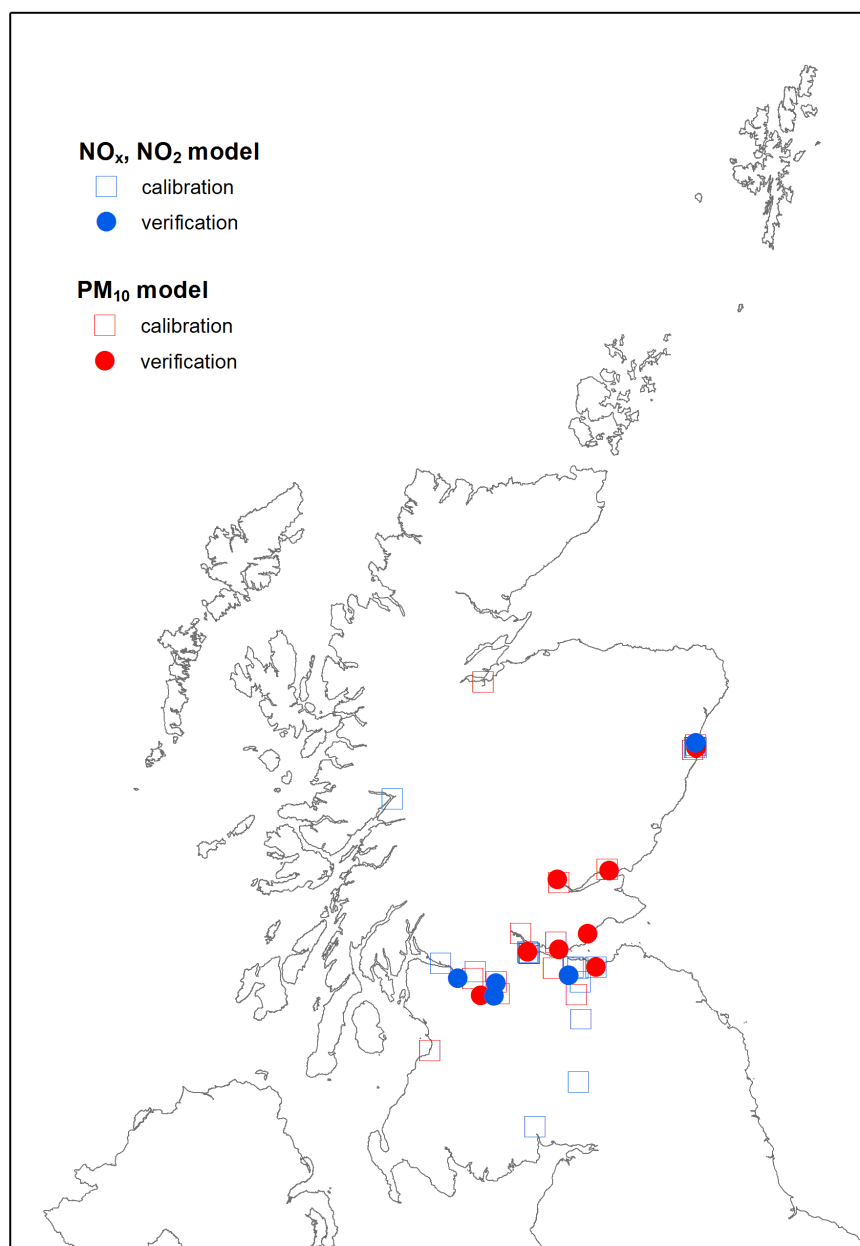 NOₓ, NO₂ model
calibration
verification
PM₁₀ model
calibration
verification